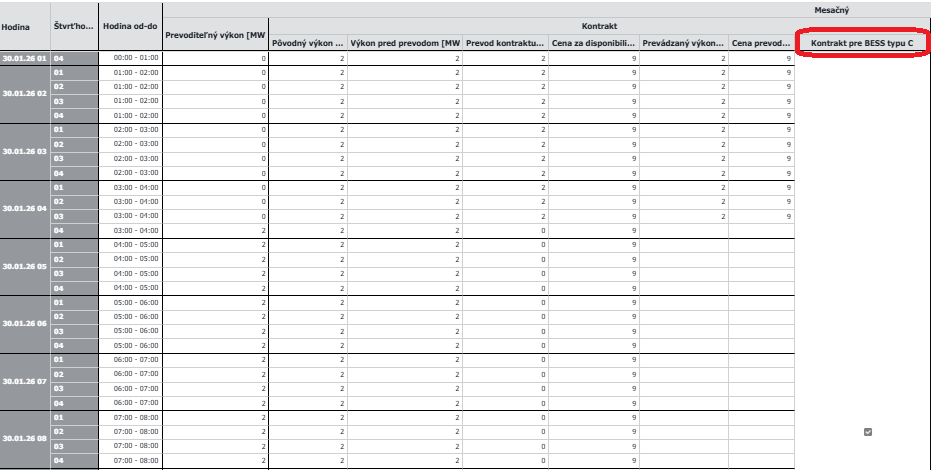 Mesačný
Hodina Štvrťho... Hodina od-do Prevoditeľný výkon [MW Kontrakt
Pôvodný výkon ... Výkon pred prevodom [MW Prevod kontraktu... Cena za disponibili... Prevádzaný výkon... Cena prevod... Kontrakt pre BESS typu C
30.01.26 01 04 00:00 - 01:00 0 2 2 2 9 2 9
30.01.26 02 01 01:00 - 02:00 0 2 2 2 9 2 9
02 01:00 - 02:00 0 2 2 2 9 2 9
03 01:00 - 02:00 0 2 2 2 9 2 9
04 01:00 - 02:00 0 2 2 2 9 2 9
30.01.26 03 01 02:00 - 03:00 0 2 2 2 9 2 9
02 02:00 - 03:00 0 2 2 2 9 2 9
03 02:00 - 03:00 0 2 2 2 9 2 9
04 02:00 - 03:00 0 2 2 2 9 2 9
30.01.26 04 01 03:00 - 04:00 0 2 2 2 9 2 9
02 03:00 - 04:00 0 2 2 2 9 2 9
03 03:00 - 04:00 0 2 2 2 9 2 9
04 03:00 - 04:00 2 2 2 0 9
30.01.26 05 01 04:00 - 05:00 2 2 2 0 9
02 04:00 - 05:00 2 2 2 0 9
03 04:00 - 05:00 2 2 2 0 9
04 04:00 - 05:00 2 2 2 0 9
30.01.26 06 01 05:00 - 06:00 2 2 2 0 9
02 05:00 - 06:00 2 2 2 0 9
03 05:00 - 06:00 2 2 2 0 9
04 05:00 - 06:00 2 2 2 0 9
30.01.26 07 01 06:00 - 07:00 2 2 2 0 9
02 06:00 - 07:00 2 2 2 0 9
03 06:00 - 07:00 2 2 2 0 9
04 06:00 - 07:00 2 2 2 0 9
30.01.26 08 01 07:00 - 08:00 2 2 2 0 9
02 07:00 - 08:00 2 2 2 0 9
03 07:00 - 08:00 2 2 2 0 9
04 07:00 - 08:00 2 2 2 0 9